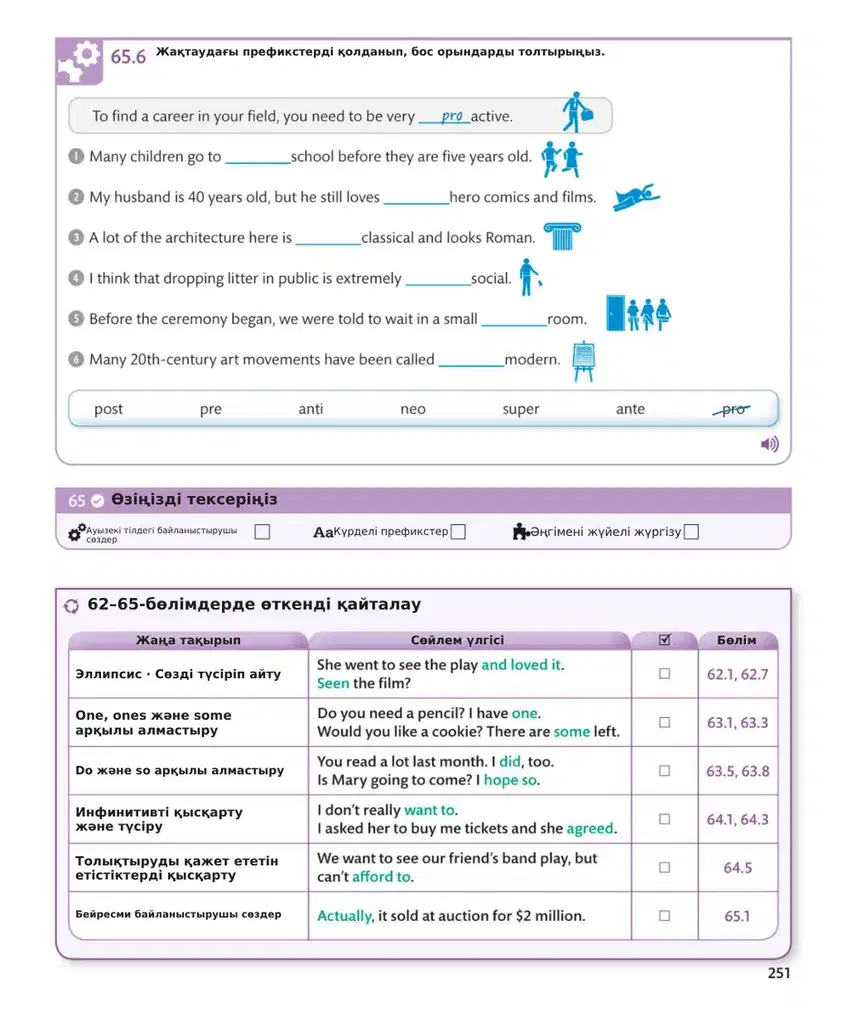 65.6 Жақтаудағы префикстерді қолданып, бос орындарды толтырыңыз.
To find a career in your field, you need to be very ___pro___active.
1 Many children go to _________school before they are five years old.
2 My husband is 40 years old, but he still loves _________hero comics and films.
3 A lot of the architecture here is _________classical and looks Roman.
4 I think that dropping litter in public is extremely _________social.
5 Before the ceremony began, we were told to wait in a small _________room.
6 Many 20th-century art movements have been called _________modern.
post pre anti neo super ante pro
65 Өзіңізді тексеріңіз
Ауызекі тілдегі байланыстырушы
сөздер
Aa Күрделі префикстер
Әңгімені жүйелі жүргізу
62–65-бөлімдерде өткенді қайталау
Жаңа тақырып Сөйлем үлгісі Бөлім
Эллипсис · Сөзді түсіріп айту
She went to see the play and loved it.
Seen the film?
62.1, 62.7
One, ones және some
арқылы алмастыру
Do you need a pencil? I have one.
Would you like a cookie? There are some left.
63.1, 63.3
Do және so арқылы алмастыру
You read a lot last month. I did, too.
Is Mary going to come? I hope so.
63.5, 63.8
Инфинитивті қысқарту
және түсіру
I don't really want to.
I asked her to buy me tickets and she agreed.
64.1, 64.3
Толықтыруды қажет ететін
етістіктерді қысқарту
We want to see our friend's band play, but
can't afford to.
64.5
Бейресми байланыстырушы сөздер
Actually, it sold at auction for $2 million.
65.1
251